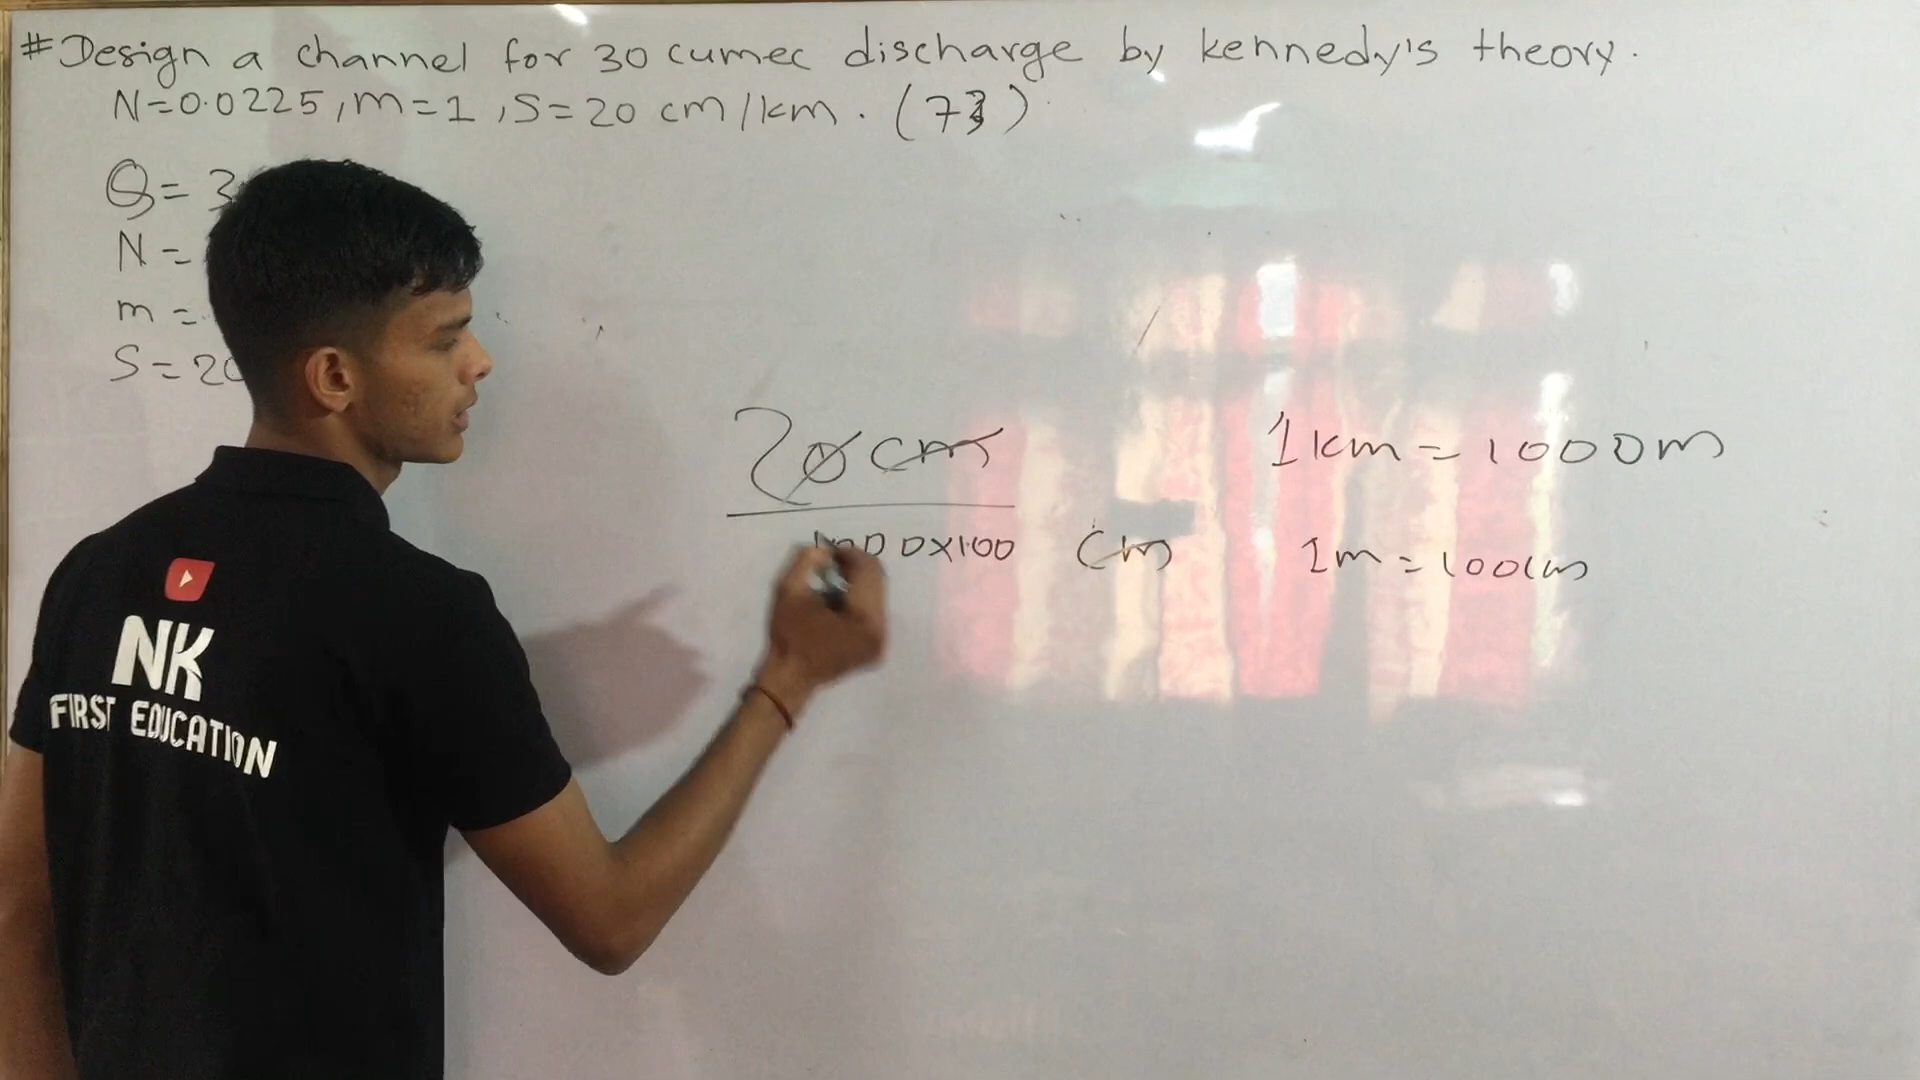 #Design a channel for 30 cumec discharge by kennedy's theory.
N=0.0225, m=1, S=20 cm/km. (73)
Q= 3
N=
m=
S=20
20cm
1000x100 cm
1km=1000m
1m=100cm
NK
FIRST EDUCATION